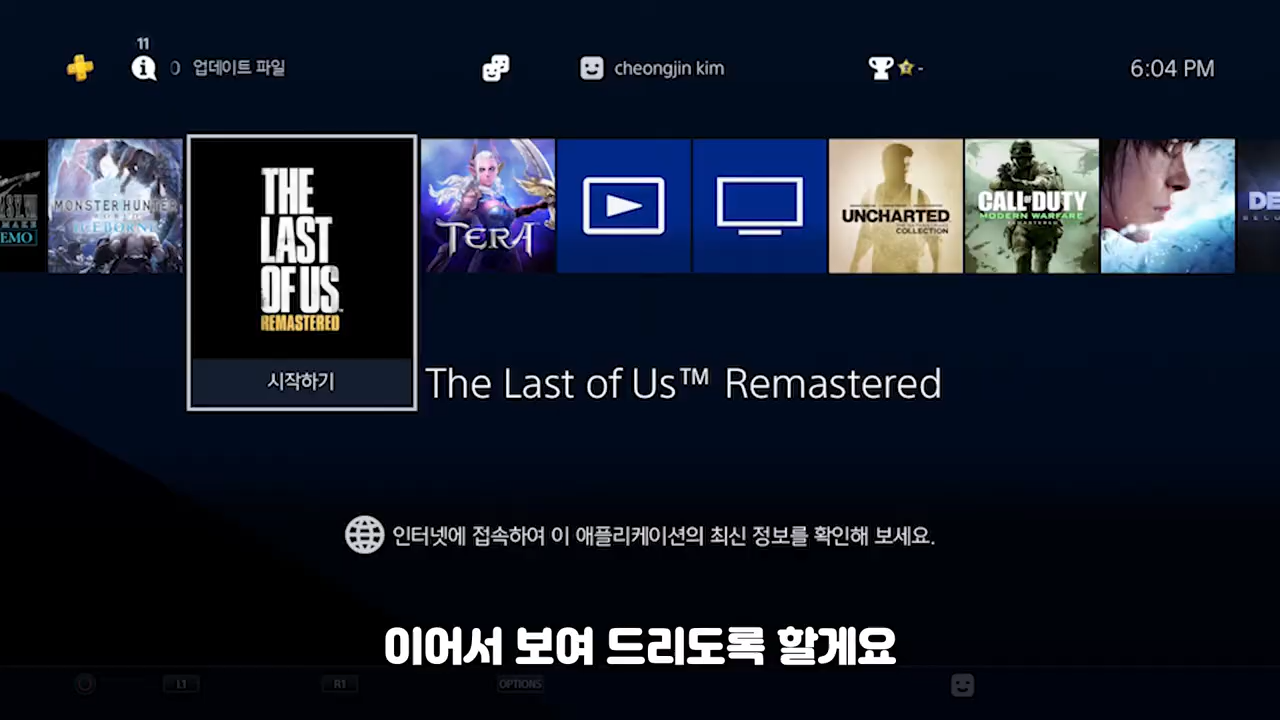 11
업데이트 파일
cheongjin kim
-
6:04 PM
EMO
MONSTER HUNTER
ICEBORNE
THE
LAST
OF US
REMASTERED
시작하기
TERA
UNCHARTED
COLLECTION
CALL OF DUTY
MODERN WARFARE
REMASTERED
DE
The Last of Us™ Remastered
인터넷에 접속하여 이 애플리케이션의 최신 정보를 확인해 보세요.
이어서 보여 드리도록 할게요
L1
R1
OPTIONS